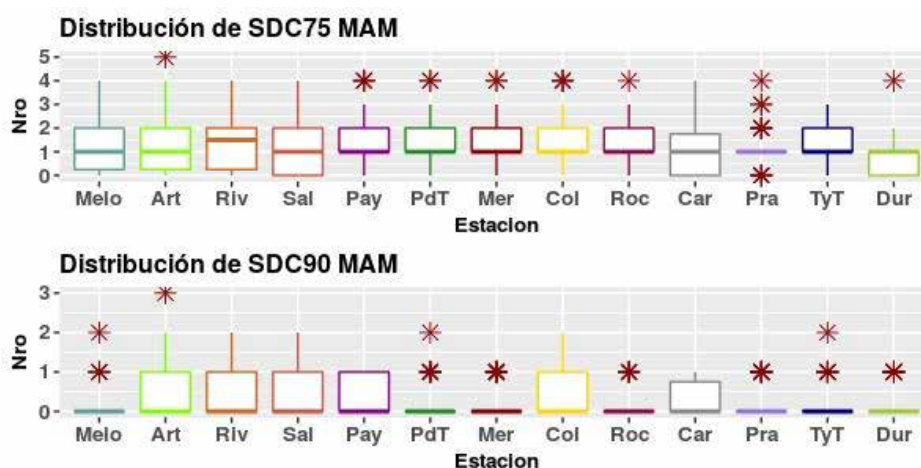 Distribución de SDC75 MAM
5
4
3
2
1
0
Nro
Melo Art Riv Sal Pay PdT Mer Col Roc Car Pra TyT Dur
Estacion
Distribución de SDC90 MAM
3
2
1
0
Nro
Melo Art Riv Sal Pay PdT Mer Col Roc Car Pra TyT Dur
Estacion